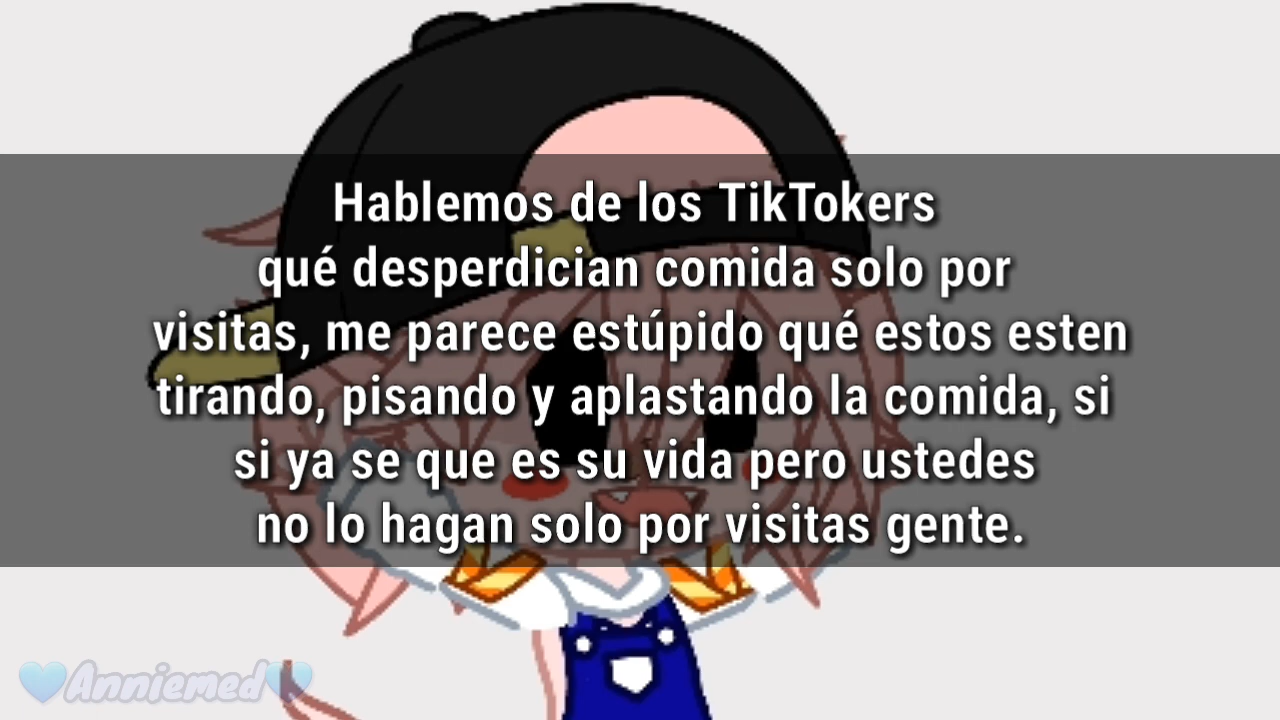 Hablemos de los TikTokers
qué desperdician comida solo por
visitas, me parece estúpido qué estos esten
tirando, pisando y aplastando la comida, si
si ya se que es su vida pero ustedes
no lo hagan solo por visitas gente.
💙Anniemed💙